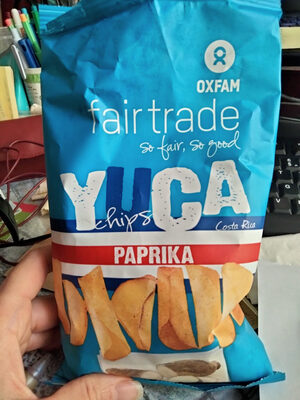 OXFAM
fairtrade
so fair, so good
YUCA
chips
Costa Rica
PAPRIKA